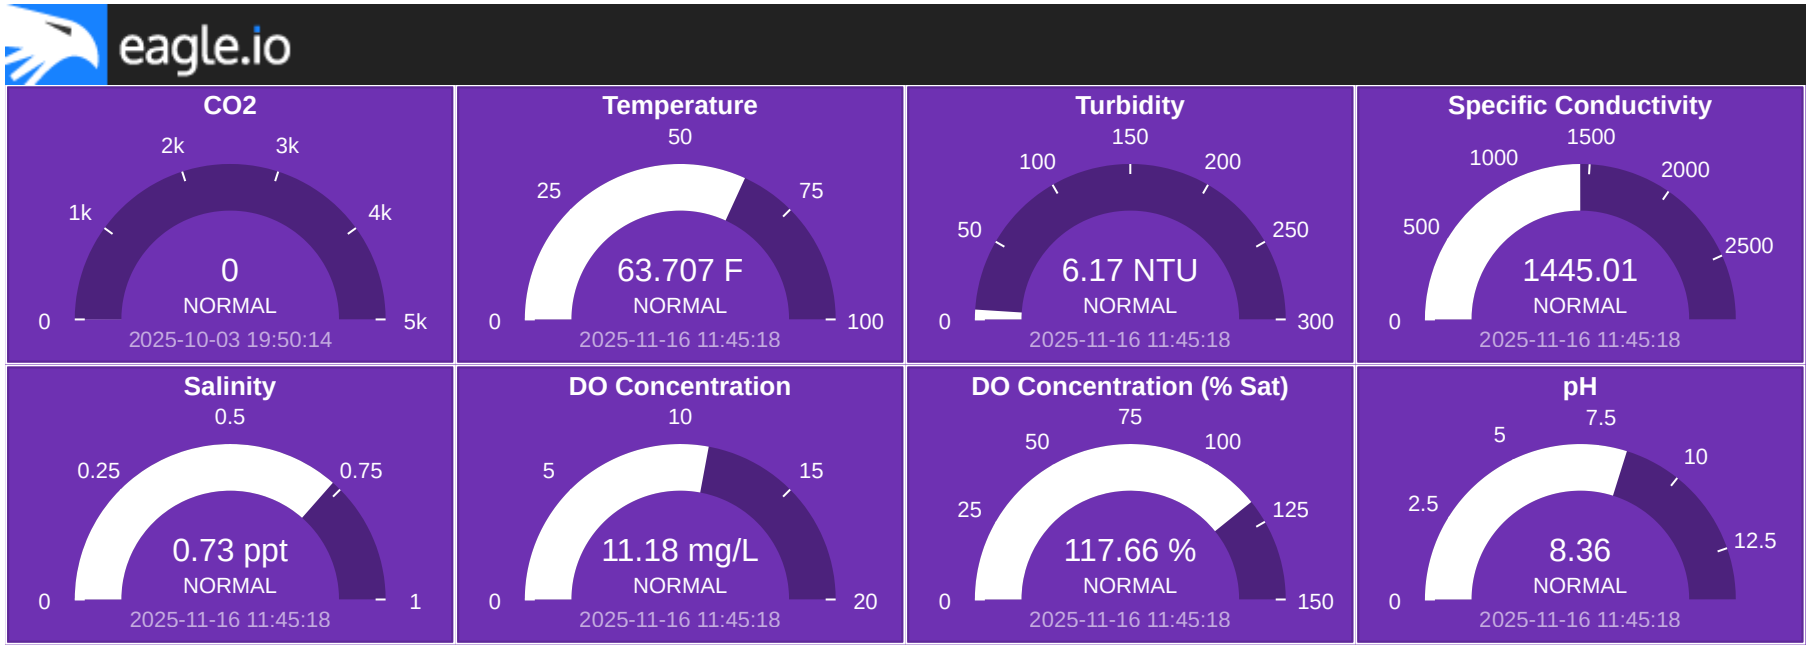 eagle.io
CO2
2k
3k
1k
4k
0
5k
0
NORMAL
2025-10-03 19:50:14
Temperature
50
25
75
0
100
63.707 F
NORMAL
2025-11-16 11:45:18
Turbidity
150
100
200
50
250
0
300
6.17 NTU
NORMAL
2025-11-16 11:45:18
Specific Conductivity
1500
1000
2000
500
2500
0
1445.01
NORMAL
2025-11-16 11:45:18
Salinity
0.5
0.25
0.75
0
1
0.73 ppt
NORMAL
2025-11-16 11:45:18
DO Concentration
10
5
15
0
20
11.18 mg/L
NORMAL
2025-11-16 11:45:18
DO Concentration (% Sat)
75
50
100
25
125
0
150
117.66 %
NORMAL
2025-11-16 11:45:18
pH
7.5
5
10
2.5
12.5
0
8.36
NORMAL
2025-11-16 11:45:18